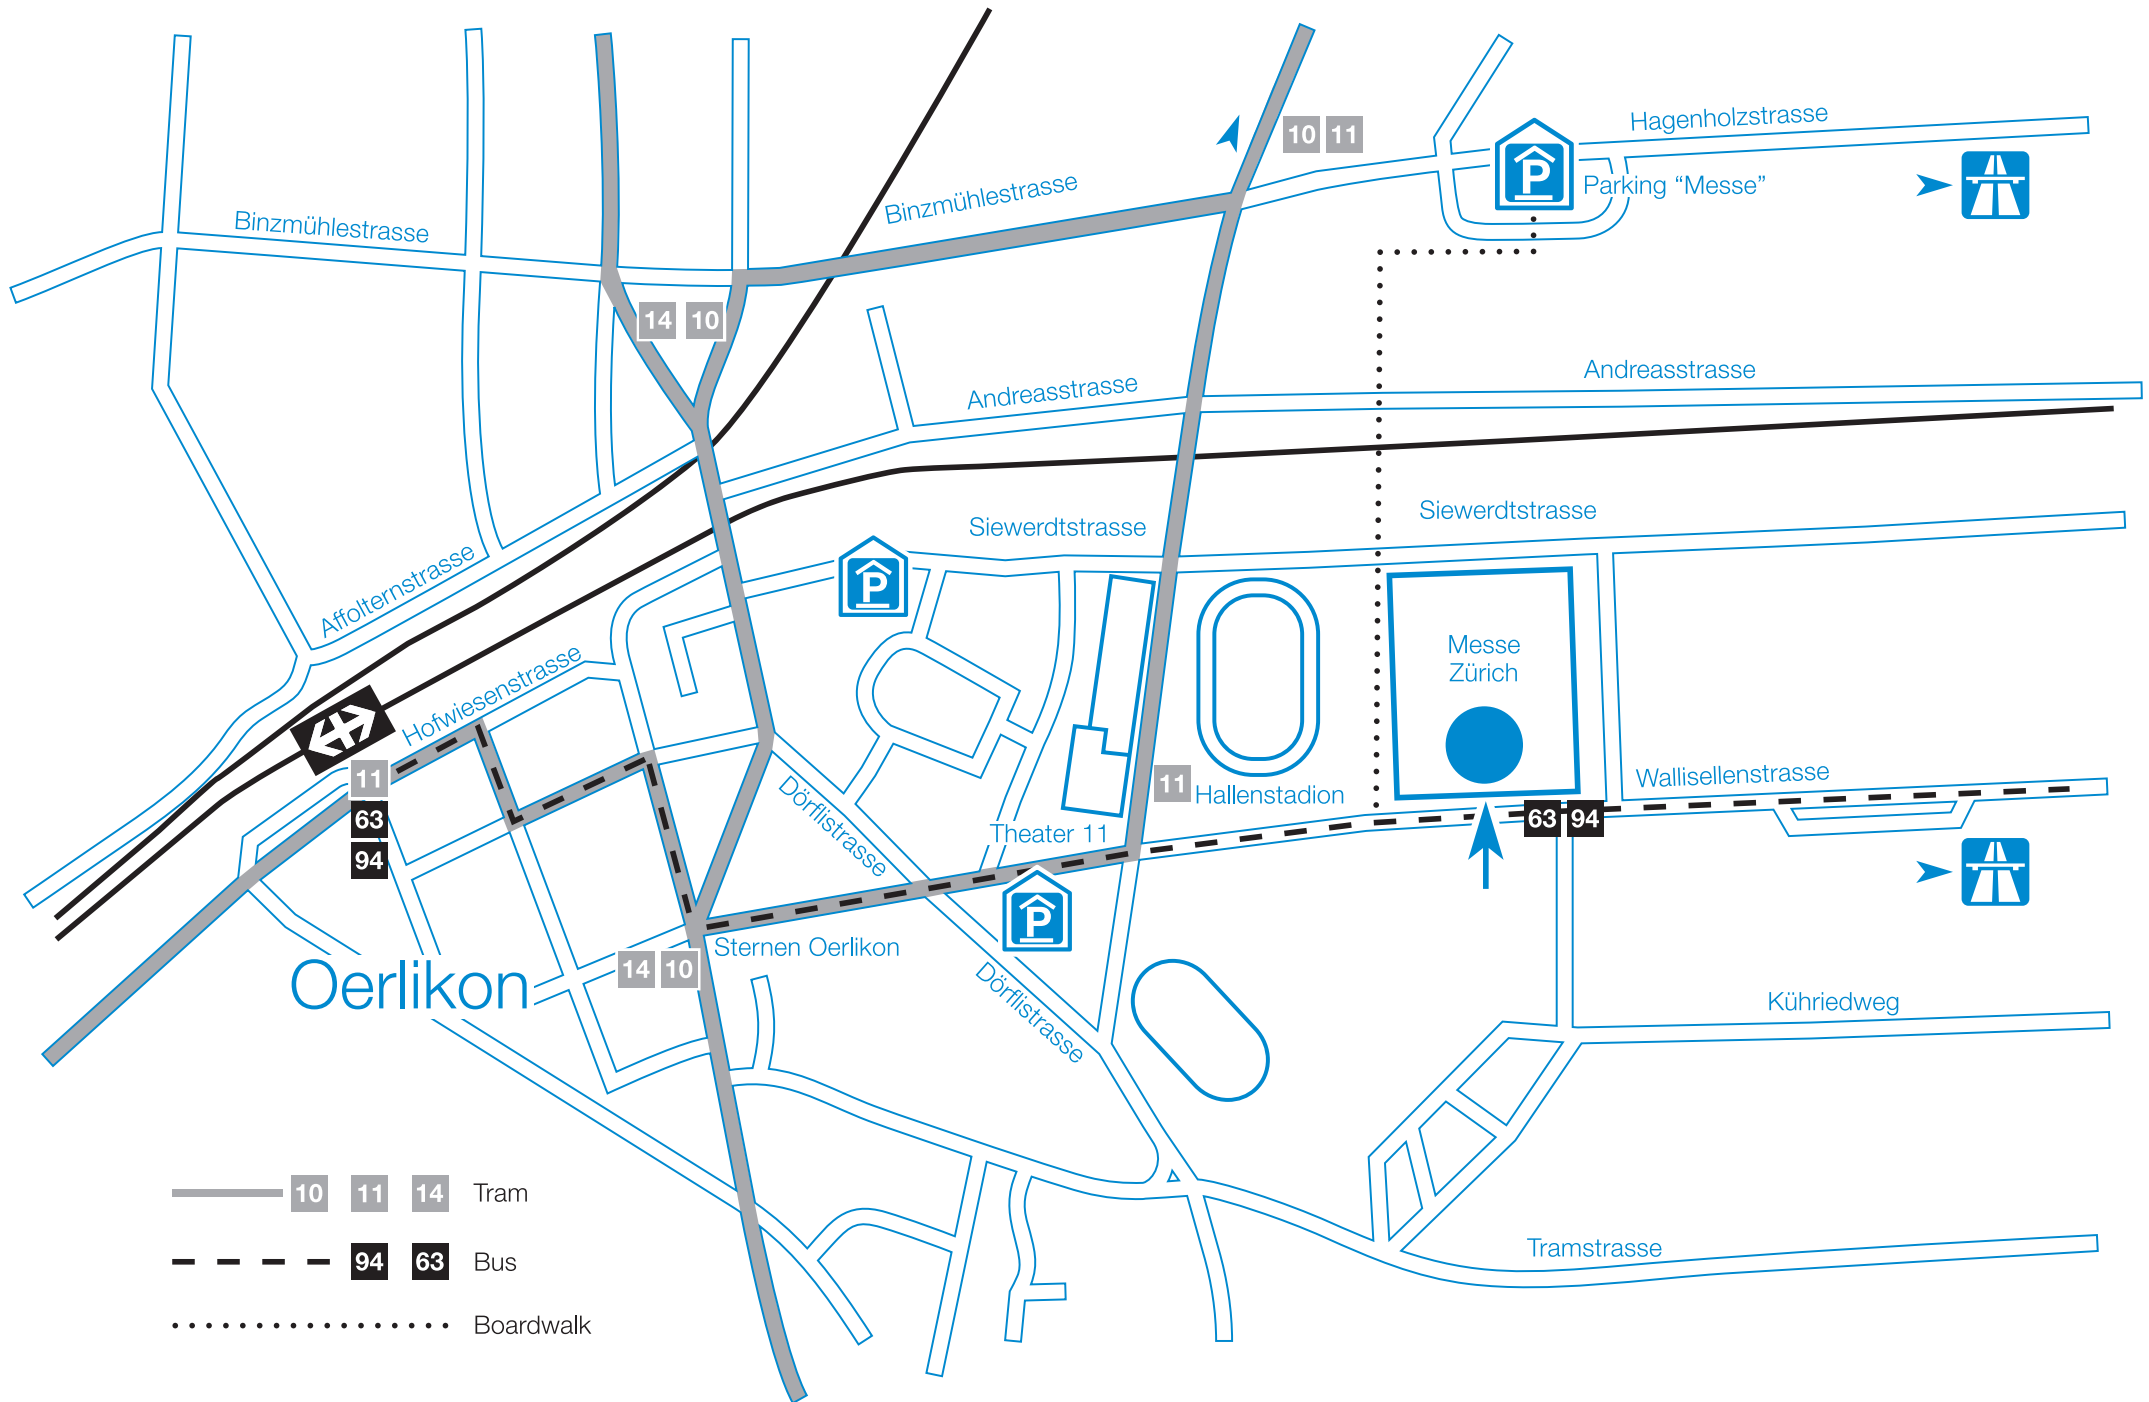 10 11
Hagenholzstrasse
P
Parking “Messe”
Binzmühlestrasse
Binzmühlestrasse
14 10
Andreasstrasse
Andreasstrasse
Siewerdtstrasse
Siewerdtstrasse
P
Affolternstrasse
Messe
Zürich
Hofwiesenstrasse
11
63
94
11
Hallenstadion
Wallisellenstrasse
63 94
Dörflistrasse
Theater 11
P
Sternen Oerlikon
14 10
Oerlikon
Dörflistrasse
Kühriedweg
10 11 14 Tram
94 63 Bus
Boardwalk
Tramstrasse